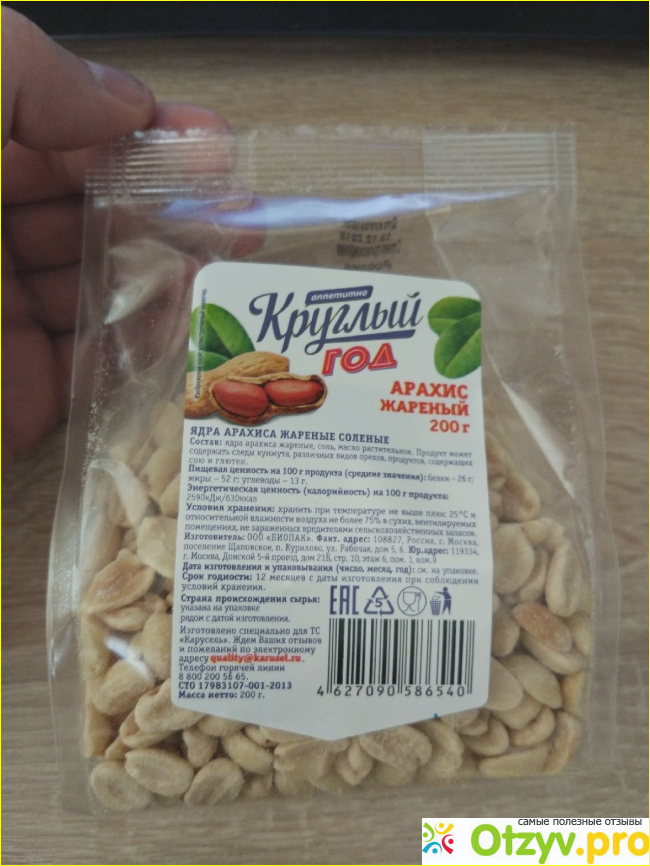 19.12.2018
аппетитно
Круглый
ГОД
АРАХИС
ЖАРЕНЫЙ
200 г
ЯДРА АРАХИСА ЖАРЕНЫЕ СОЛЕНЫЕ
Состав: ядра арахиса жареные, соль, масло растительное. Продукт может
содержать следы кунжута, различных видов орехов, продуктов, содержащих
сою и глютен.
Пищевая ценность на 100 г продукта (средние значения): белки – 26 г;
жиры – 52 г; углеводы – 13 г.
Энергетическая ценность (калорийность) на 100 г продукта:
2590кДж/630ккал
Условия хранения: хранить при температуре не выше плюс 25°C и
относительной влажности воздуха не более 75% в сухих, вентилируемых
помещениях, не зараженных вредителями сельскохозяйственных запасов.
Изготовитель: ООО «БИОПАК». Факт. адрес: 108827, Россия, г. Москва,
поселение Щаповское, п. Курилово, ул. Рабочая, дом 5, 6. Юр.адрес: 119334,
г. Москва, Донской 5-й проезд, дом 21Б, стр. 10, этаж 6, пом. 1, ком.9
Дата изготовления и упаковывания (число, месяц, год): см. на упаковке.
Срок годности: 12 месяцев с даты изготовления при соблюдении
условий хранения.
Страна происхождения сырья:
указана на упаковке
рядом с датой изготовления.
EAC
5
Изготовлено специально для ТС
«Карусель». Ждем Ваших отзывов
и пожеланий по электронному
адресу quality@karusel.ru.
Телефон горячей линии
8 800 200 56 65.
СТО 17983107-001-2013
Масса нетто: 200 г.
4 627090 586540
самые полезные отзывы
Otzyv.pro